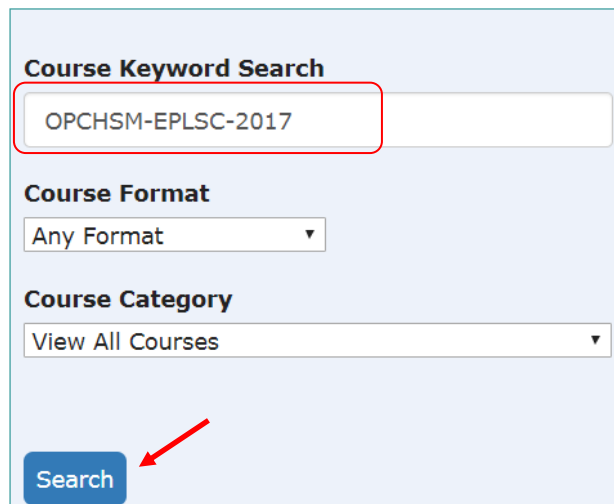 Course Keyword Search
OPCHSM-EPLSC-2017
Course Format
Any Format
Course Category
View All Courses
Search